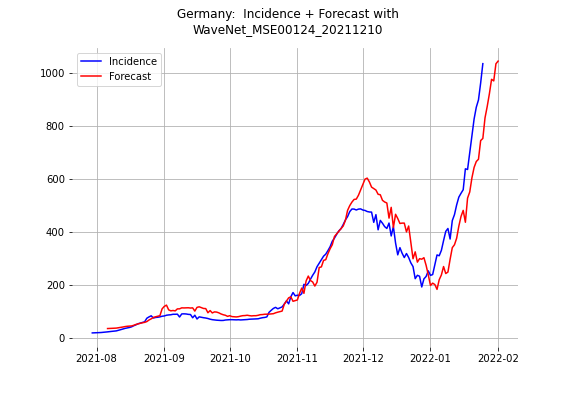 Germany:  Incidence + Forecast with
WaveNet_MSE00124_20211210
Incidence
Forecast
1000
800
600
400
200
0
2021-08 2021-09 2021-10 2021-11 2021-12 2022-01 2022-02